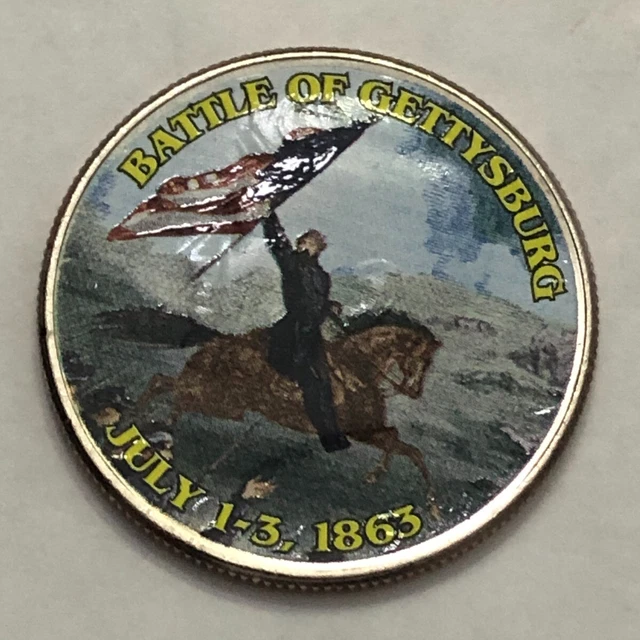 BATTLE OF GETTYSBURG
JULY 1-3, 1863